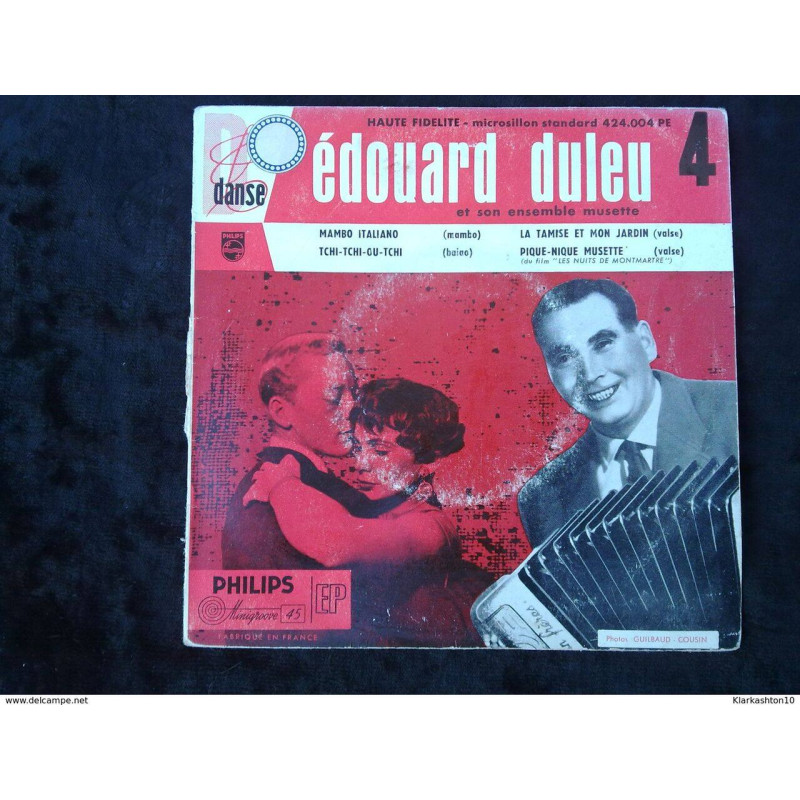 HAUTE FIDELITE - microsillon standard 424.004 PE
danse
édouard duleu 4
et son ensemble musette
PHILIPS
MAMBO ITALIANO (mambo)
TCHI-TCHI-GU-TCHI (baiao)
LA TAMISE ET MON JARDIN (valse)
PIQUE-NIQUE MUSETTE (valse)
(du film "LES NUITS DE MONTMARTRE")
PHILIPS
Minigroove 45
EP
FABRIQUE EN FRANCE
Photos GUILBAUD - COUSIN
www.delcampe.net
Klarkashton10